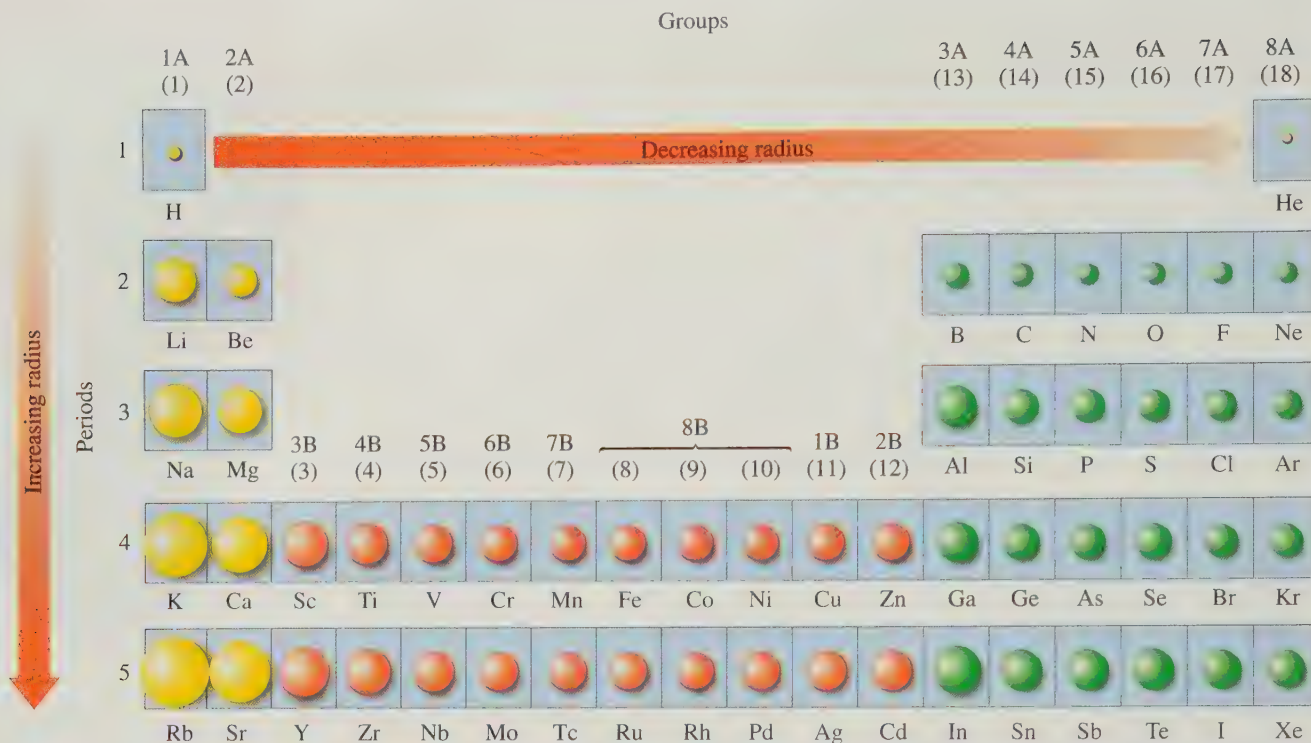 Groups
1A 2A 3A 4A 5A 6A 7A 8A
(1) (2) (13) (14) (15) (16) (17) (18)
1 Decreasing radius
H He
2
Li Be B C N O F Ne
Increasing radius
Periods
3
3B 4B 5B 6B 7B 8B 1B 2B
Na Mg (3) (4) (5) (6) (7) (8) (9) (10) (11) (12) Al Si P S Cl Ar
4
K Ca Sc Ti V Cr Mn Fe Co Ni Cu Zn Ga Ge As Se Br Kr
5
Rb Sr Y Zr Nb Mo Tc Ru Rh Pd Ag Cd In Sn Sb Te I Xe